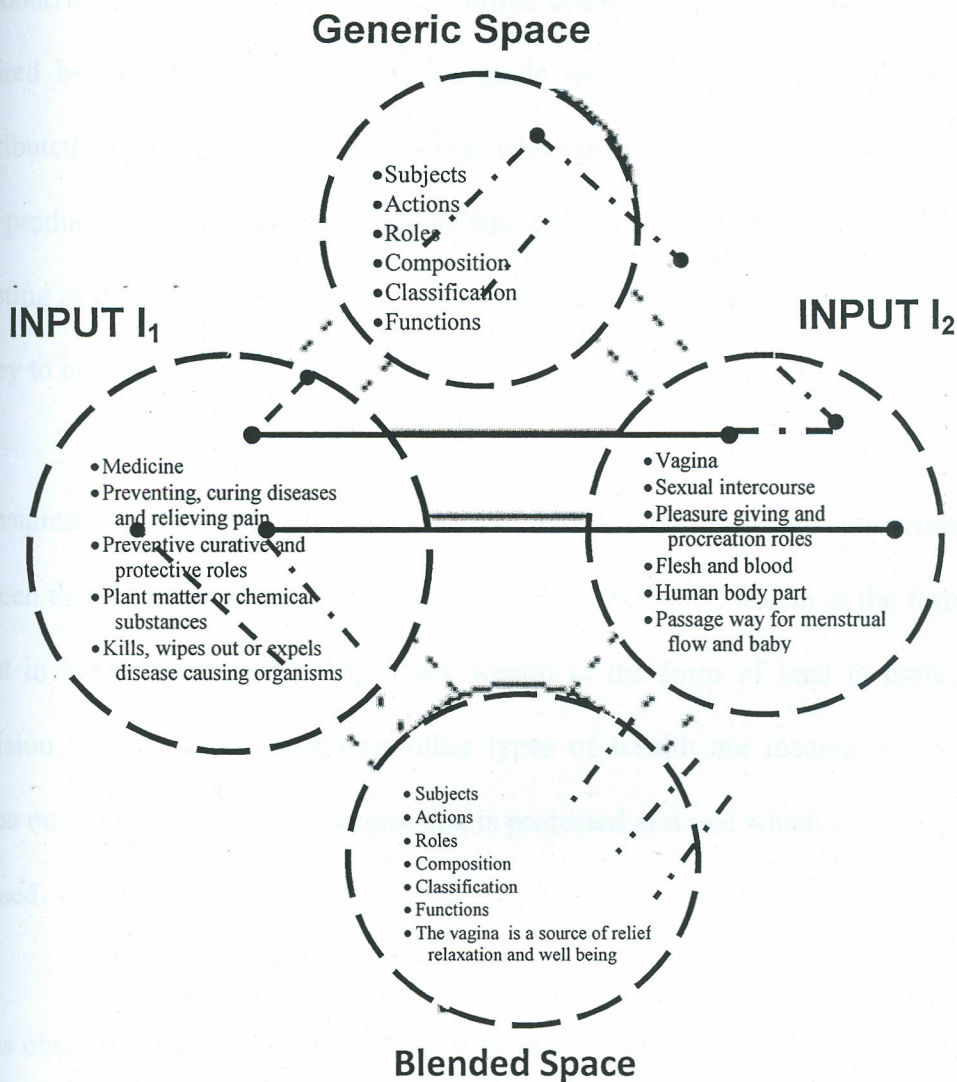 Generic Space
•Subjects
•Actions
•Roles
•Composition
•Classification
•Functions
INPUT I₁
INPUT I₂
•Medicine
•Preventing, curing diseases
and relieving pain
•Preventive curative and
protective roles
•Plant matter or chemical
substances
•Kills, wipes out or expels
disease causing organisms
•Vagina
•Sexual intercourse
•Pleasure giving and
procreation roles
•Flesh and blood
•Human body part
•Passage way for menstrual
flow and baby
•Subjects
•Actions
•Roles
•Composition
•Classification
•Functions
•The vagina is a source of relief
relaxation and well being
Blended Space